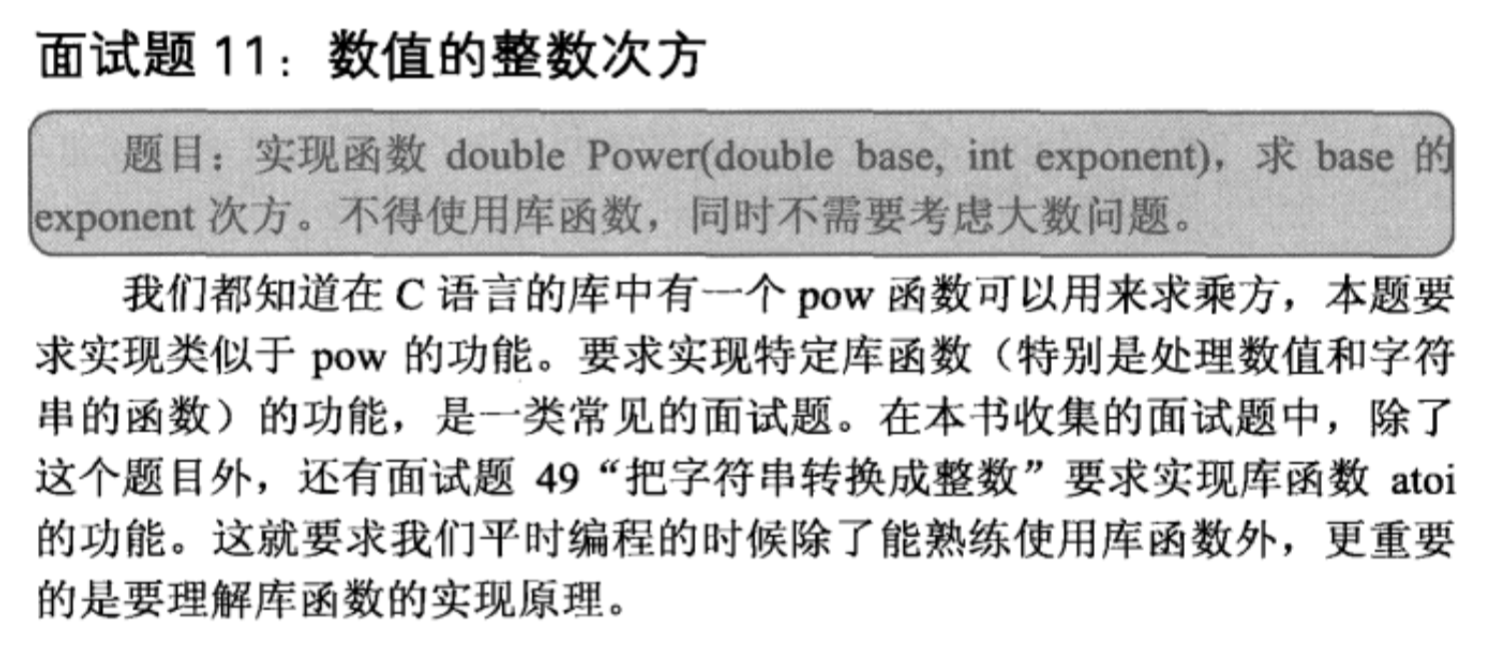 面试题 11：数值的整数次方
题目：实现函数 double Power(double base, int exponent)，求 base 的
exponent 次方。不得使用库函数，同时不需要考虑大数问题。
我们都知道在 C 语言的库中有一个 pow 函数可以用来求乘方，本题要
求实现类似于 pow 的功能。要求实现特定库函数（特别是处理数值和字符
串的函数）的功能，是一类常见的面试题。在本书收集的面试题中，除了
这个题目外，还有面试题 49“把字符串转换成整数”要求实现库函数 atoi
的功能。这就要求我们平时编程的时候除了能熟练使用库函数外，更重要
的是要理解库函数的实现原理。